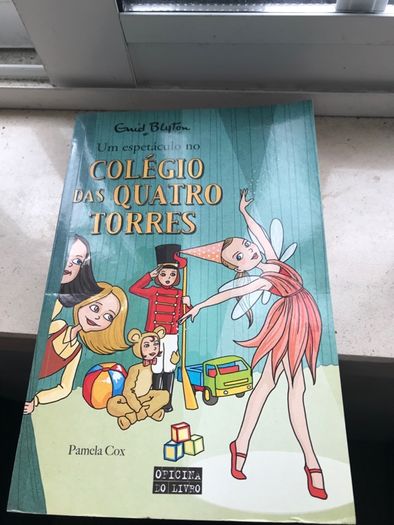 Enid Blyton
Um espetáculo no
COLÉGIO
DAS QUATRO
TORRES
Pamela Cox
OFICINA
DO LIVRO